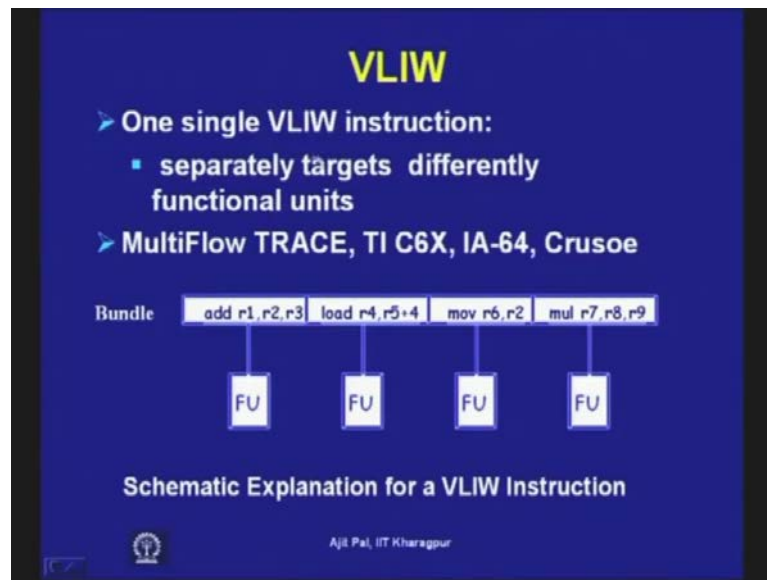 VLIW
One single VLIW instruction:
separately targets differently
functional units
MultiFlow TRACE, TI C6X, IA-64, Crusoe
Bundle add r1,r2,r3 load r4,r5+4 mov r6,r2 mul r7,r8,r9
FU FU FU FU
Schematic Explanation for a VLIW Instruction
Ajit Pal, IIT Kharagpur